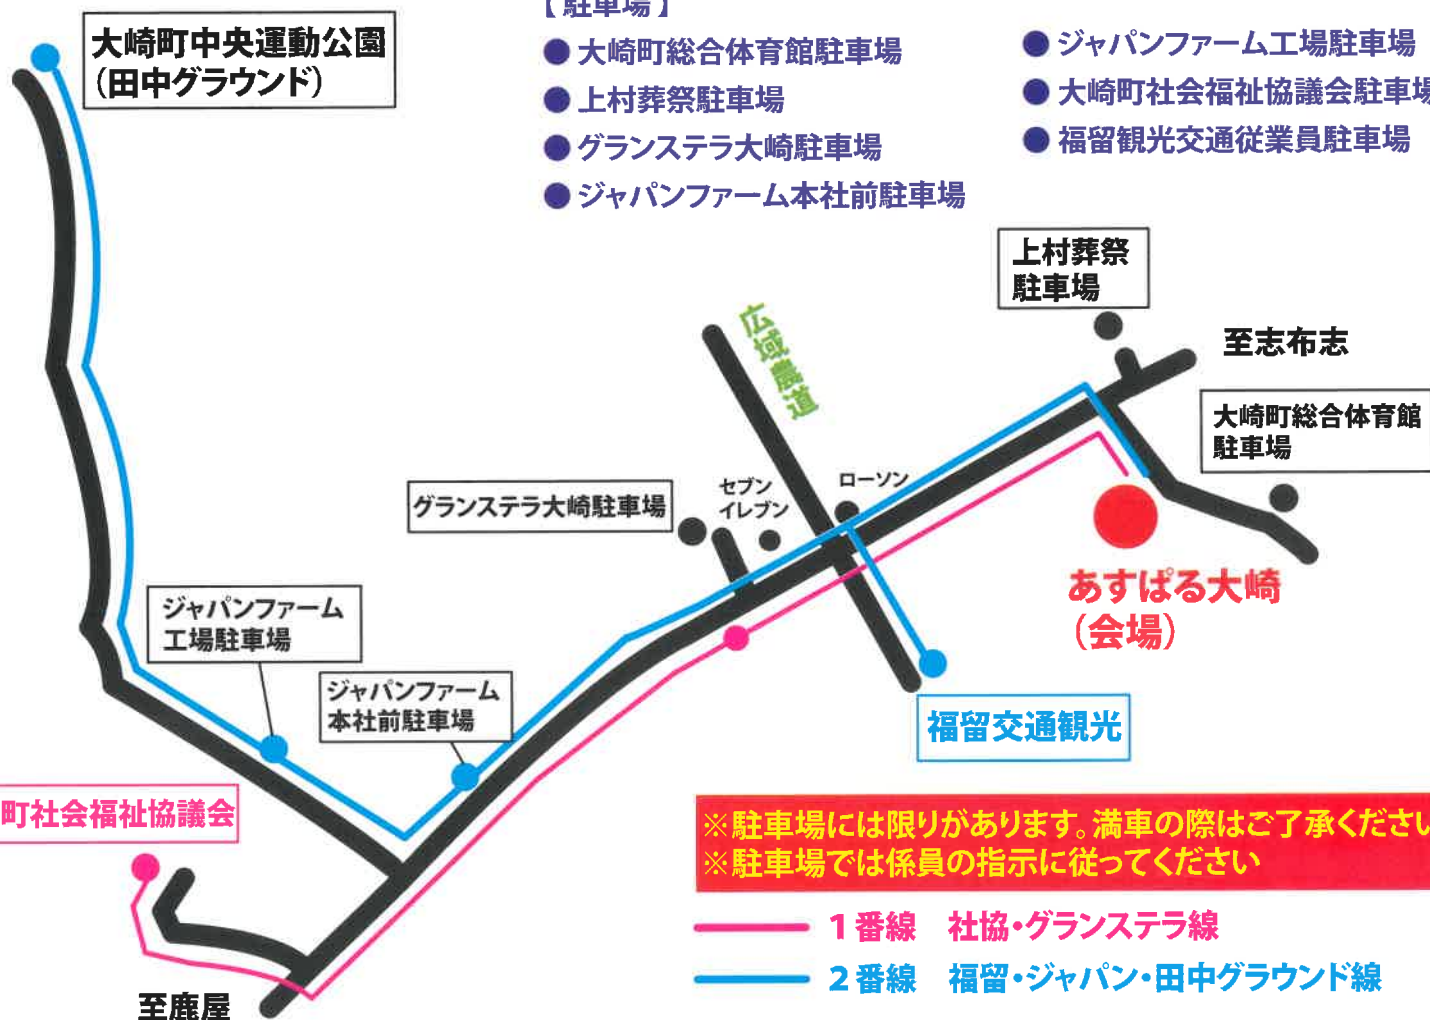 【駐車場】
●大崎町総合体育館駐車場
●上村葬祭駐車場
●グランステラ大崎駐車場
●ジャパンファーム本社前駐車場
●ジャパンファーム工場駐車場
●大崎町社会福祉協議会駐車場
●福留観光交通従業員駐車場
大崎町中央運動公園
（田中グラウンド）
上村葬祭
駐車場
至志布志
広域農道
大崎町総合体育館
駐車場
グランステラ大崎駐車場
セブン
イレブン
ローソン
あすぱる大崎
（会場）
ジャパンファーム
工場駐車場
ジャパンファーム
本社前駐車場
福留交通観光
町社会福祉協議会
※駐車場には限りがあります。満車の際はご了承ください
※駐車場では係員の指示に従ってください
1番線　社協・グランステラ線
2番線　福留・ジャパン・田中グラウンド線
至鹿屋